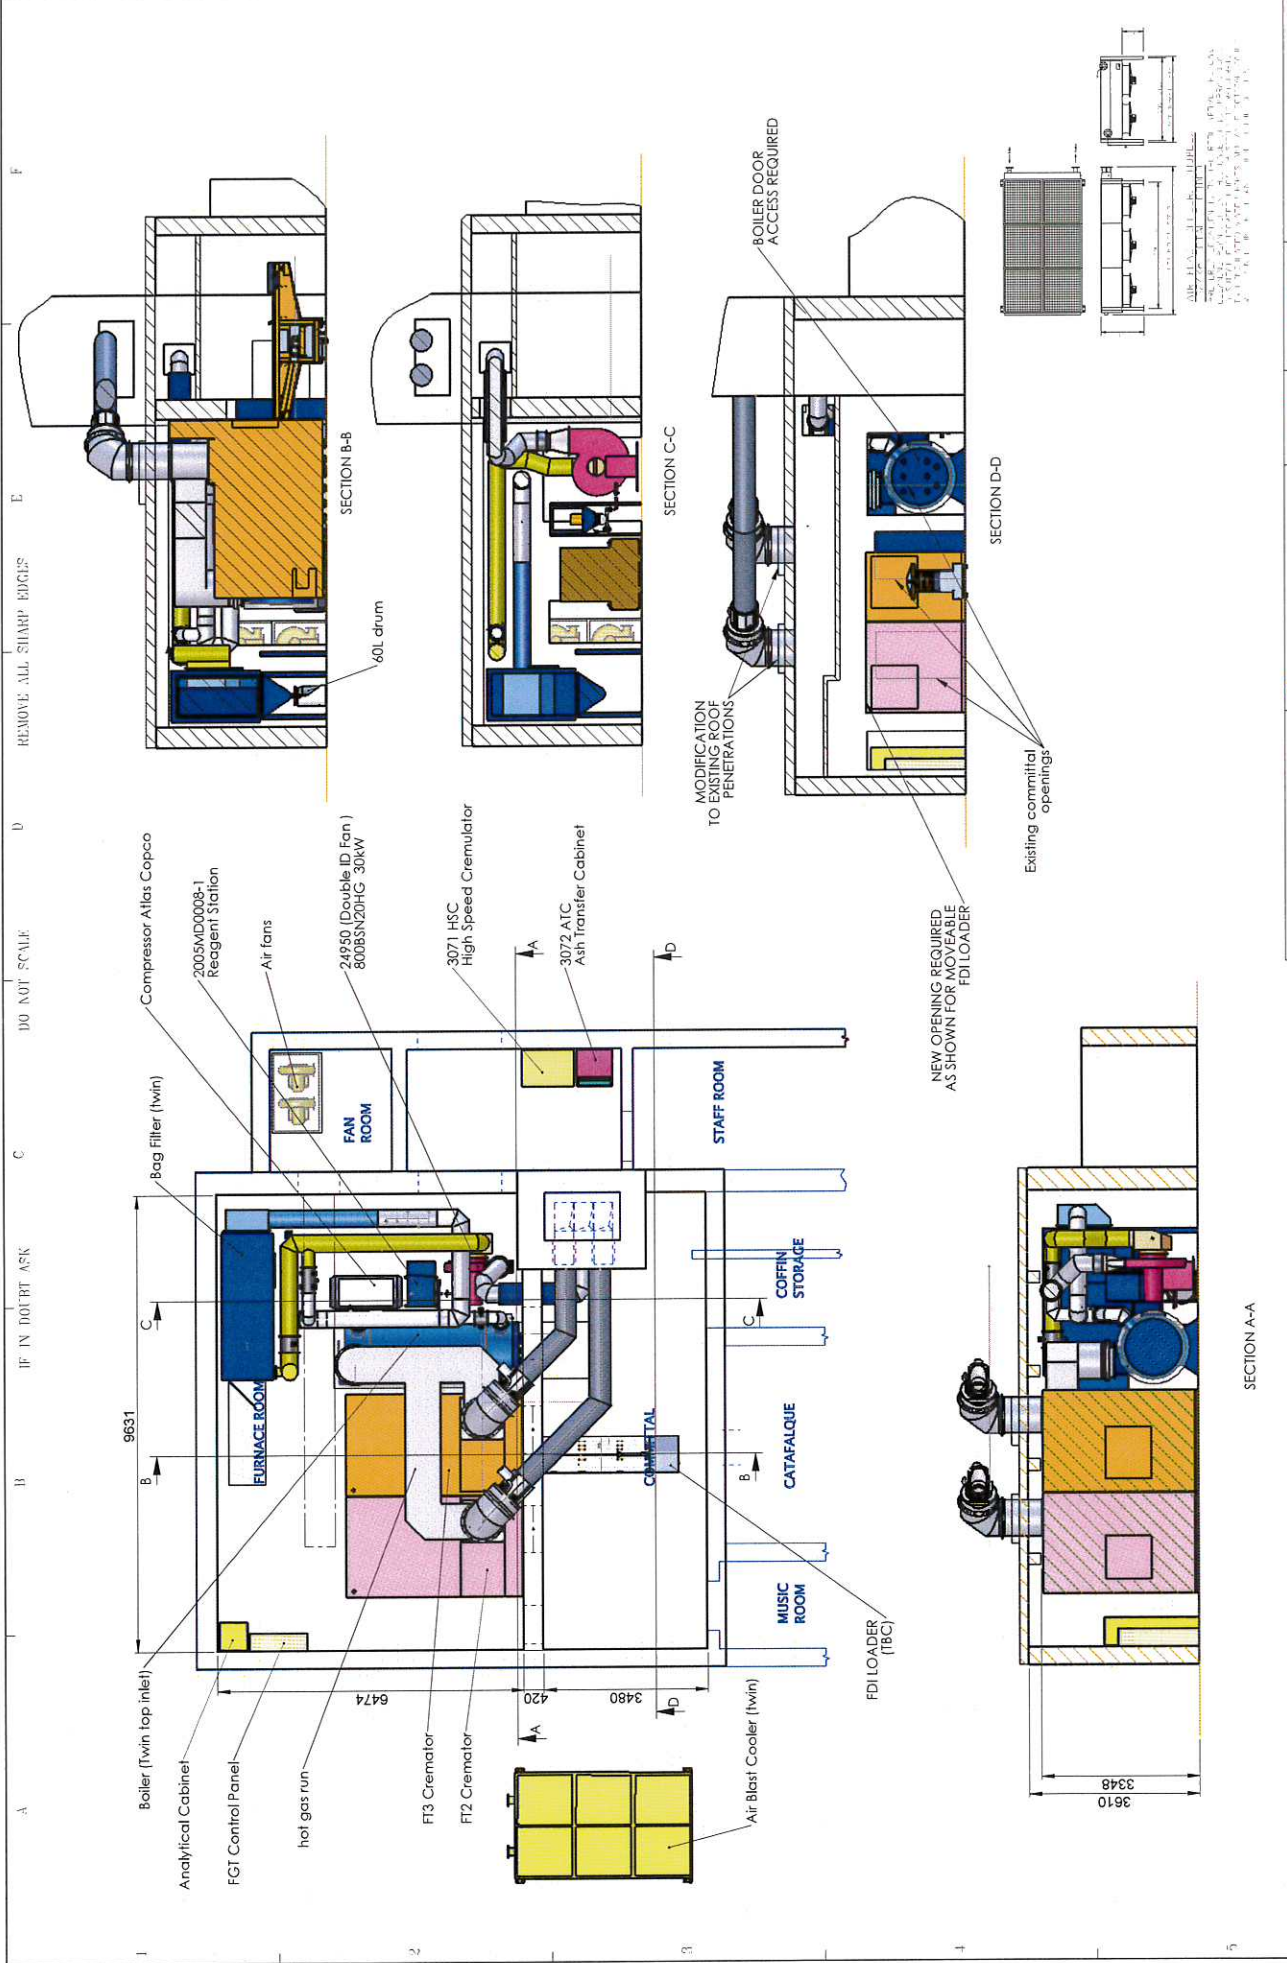 REMOVE ALL SHARP EDGES
DO NOT SCALE
IF IN DOUBT ASK
A
B
C
D
E
F
1
2
3
4
5
Boiler (Twin top inlet)
Analytical Cabinet
FGT Control Panel
hot gas run
FT3 Cremator
FT2 Cremator
Air Blast Cooler (twin)
9631
6474
420
3480
Bag Filter (twin)
Compressor Atlas Copco
2005MD0008-1
Reagent Station
Air fans
24950 (Double ID Fan )
800BSN20HG 30kW
3071 HSC
High Speed Cremulator
3072 ATC
Ash Transfer Cabinet
FURNACE ROOM
FAN
ROOM
STAFF ROOM
COMMITTAL
COFFIN
STORAGE
CATAFALQUE
MUSIC
ROOM
FDI LOADER
(TBC)
A
A
B
B
C
C
D
D
60L drum
SECTION B-B
SECTION C-C
MODIFICATION
TO EXISTING ROOF
PENETRATIONS
BOILER DOOR
ACCESS REQUIRED
SECTION D-D
Existing committal
openings
NEW OPENING REQUIRED
AS SHOWN FOR MOVEABLE
FDI LOADER
3610
3348
SECTION A-A